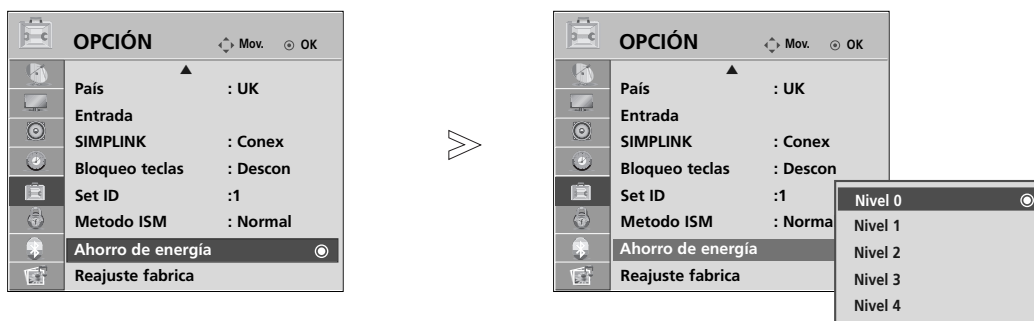 OPCIÓN Mov. OK
País : UK
Entrada
SIMPLINK : Conex
Bloqueo teclas : Descon
Set ID :1
Metodo ISM : Normal
Ahorro de energía
Reajuste fabrica
OPCIÓN Mov. OK
País : UK
Entrada
SIMPLINK : Conex
Bloqueo teclas : Descon
Set ID :1
Metodo ISM : Norma
Ahorro de energía
Reajuste fabrica
Nivel 0
Nivel 1
Nivel 2
Nivel 3
Nivel 4